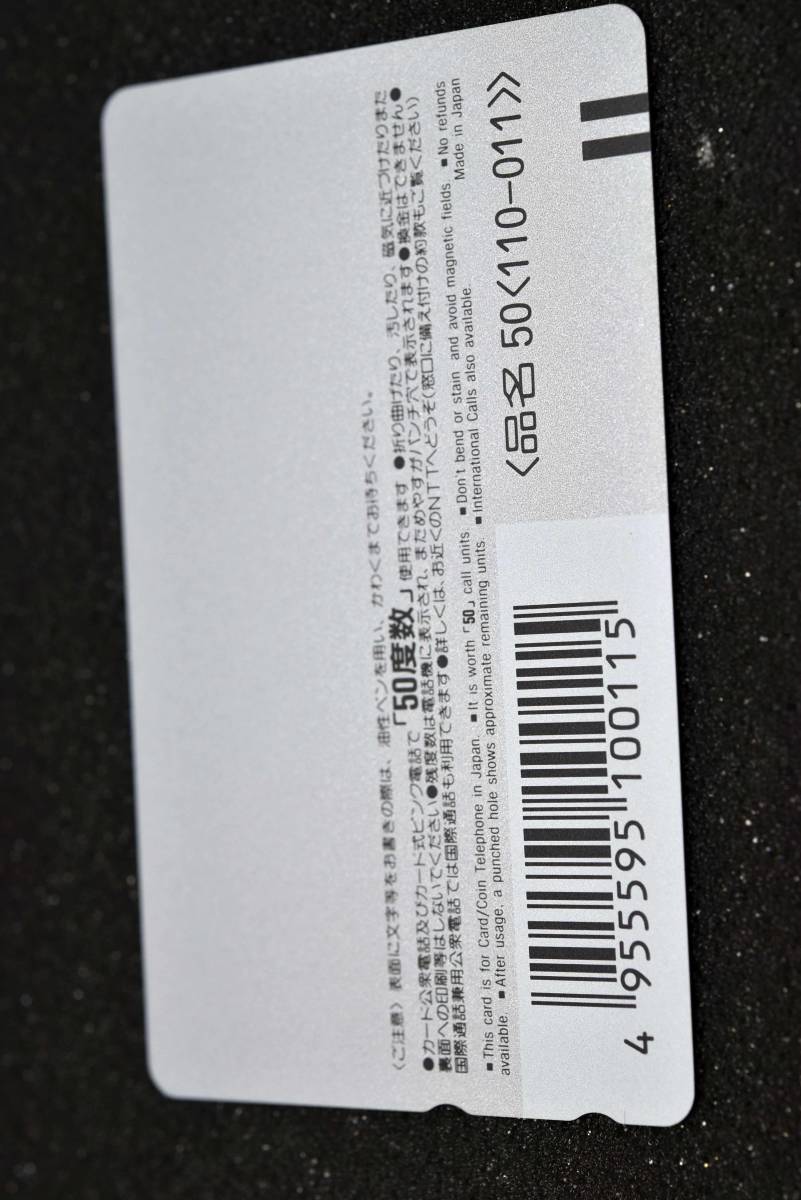 〈ご注意〉 表面に文字等をお書きの際は、油性ペンを用い、かわくまでお待ちください。
●カード公衆電話及びカード式ピンク電話で「50度数」使用できます ●折り曲げたり、汚したり、磁気に近づけたりまた
裏面への印刷等はしないでください●残度数は電話機に表示され、まためやすがパンチ穴で表示されます●換金はできません●
国際通話兼用公衆電話では国際通話も利用できます●詳しくは、お近くのNTTへどうぞ(窓口に備え付けの約款もご覧ください)
■This card is for Card/Coin Telephone in Japan. ■It is worth「50」call units ■Don't bend or stain and avoid magnetic fields ■No refunds
available. ■After usage, a punched hole shows approximate remaining units. ■International Calls also available. Made in Japan
〈品名 50〈110-011〉〉
4 955595 100115